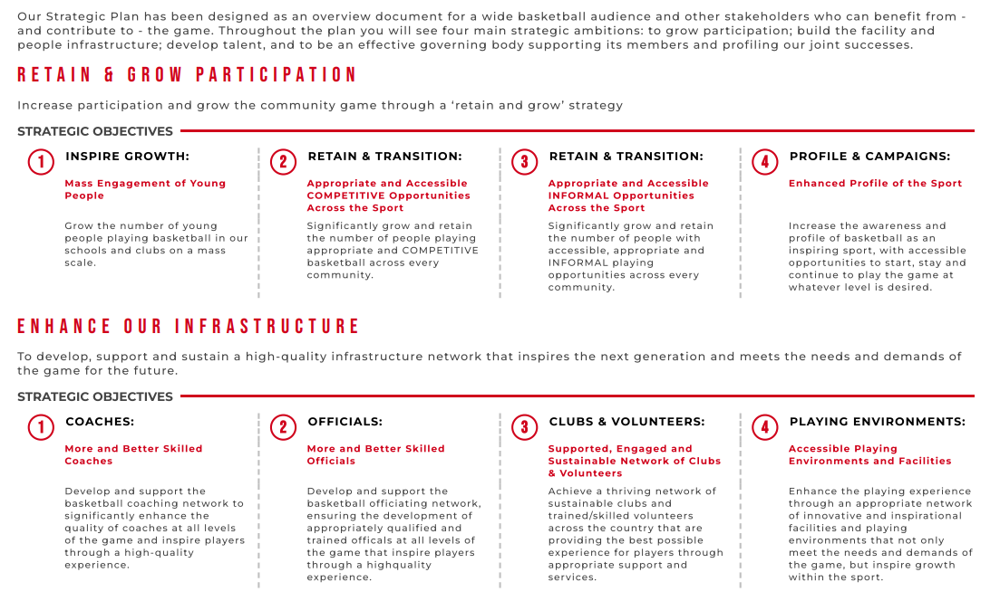 Our Strategic Plan has been designed as an overview document for a wide basketball audience and other stakeholders who can benefit from -
and contribute to - the game. Throughout the plan you will see four main strategic ambitions: to grow participation; build the facility and
people infrastructure; develop talent, and to be an effective governing body supporting its members and profiling our joint successes.
RETAIN & GROW PARTICIPATION
Increase participation and grow the community game through a ‘retain and grow’ strategy
STRATEGIC OBJECTIVES
1
INSPIRE GROWTH:
Mass Engagement of Young
People
Grow the number of young
people playing basketball in our
schools and clubs on a mass
scale.
2
RETAIN & TRANSITION:
Appropriate and Accessible
COMPETITIVE Opportunities
Across the Sport
Significantly grow and retain
the number of people playing
appropriate and COMPETITIVE
basketball across every
community.
3
RETAIN & TRANSITION:
Appropriate and Accessible
INFORMAL Opportunities
Across the Sport
Significantly grow and retain
the number of people with
accessible, appropriate and
INFORMAL playing
opportunities across every
community.
4
PROFILE & CAMPAIGNS:
Enhanced Profile of the Sport
Increase the awareness and
profile of basketball as an
inspiring sport, with accessible
opportunities to start, stay and
continue to play the game at
whatever level is desired.
ENHANCE OUR INFRASTRUCTURE
To develop, support and sustain a high-quality infrastructure network that inspires the next generation and meets the needs and demands of
the game for the future.
STRATEGIC OBJECTIVES
1
COACHES:
More and Better Skilled
Coaches
Develop and support the
basketball coaching network to
significantly enhance the
quality of coaches at all levels
of the game and inspire players
through a high-quality
experience.
2
OFFICIALS:
More and Better Skilled
Officials
Develop and support the
basketball officiating network,
ensuring the development of
appropriately qualified and
trained officals at all levels of
the game that inspire players
through a highquality
experience.
3
CLUBS & VOLUNTEERS:
Supported, Engaged and
Sustainable Network of Clubs
& Volunteers
Achieve a thriving network of
sustainable clubs and
trained/skilled volunteers
across the country that are
providing the best possible
experience for players through
appropriate support and
services.
4
PLAYING ENVIRONMENTS:
Accessible Playing
Environments and Facilities
Enhance the playing experience
through an appropriate network
of innovative and inspirational
facilities and playing
environments that not only
meet the needs and demands of
the game, but inspire growth
within the sport.